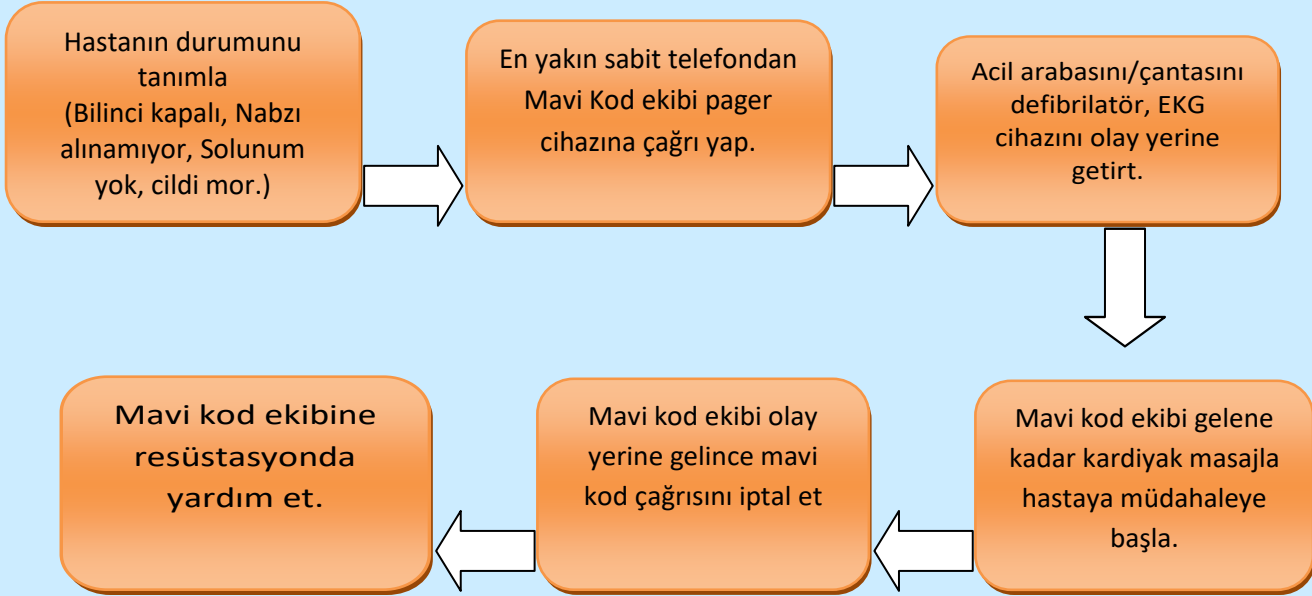 Hastanın durumunu
tanımla
(Bilinci kapalı, Nabzı
alınamıyor, Solunum
yok, cildi mor.)
En yakın sabit telefondan
Mavi Kod ekibi pager
cihazına çağrı yap.
Acil arabasını/çantasını
defibrilatör, EKG
cihazını olay yerine
getirt.
Mavi kod ekibi gelene
kadar kardiyak masajla
hastaya müdahaleye
başla.
Mavi kod ekibi olay
yerine gelince mavi
kod çağrısını iptal et
Mavi kod ekibine
resüstasyonda
yardım et.